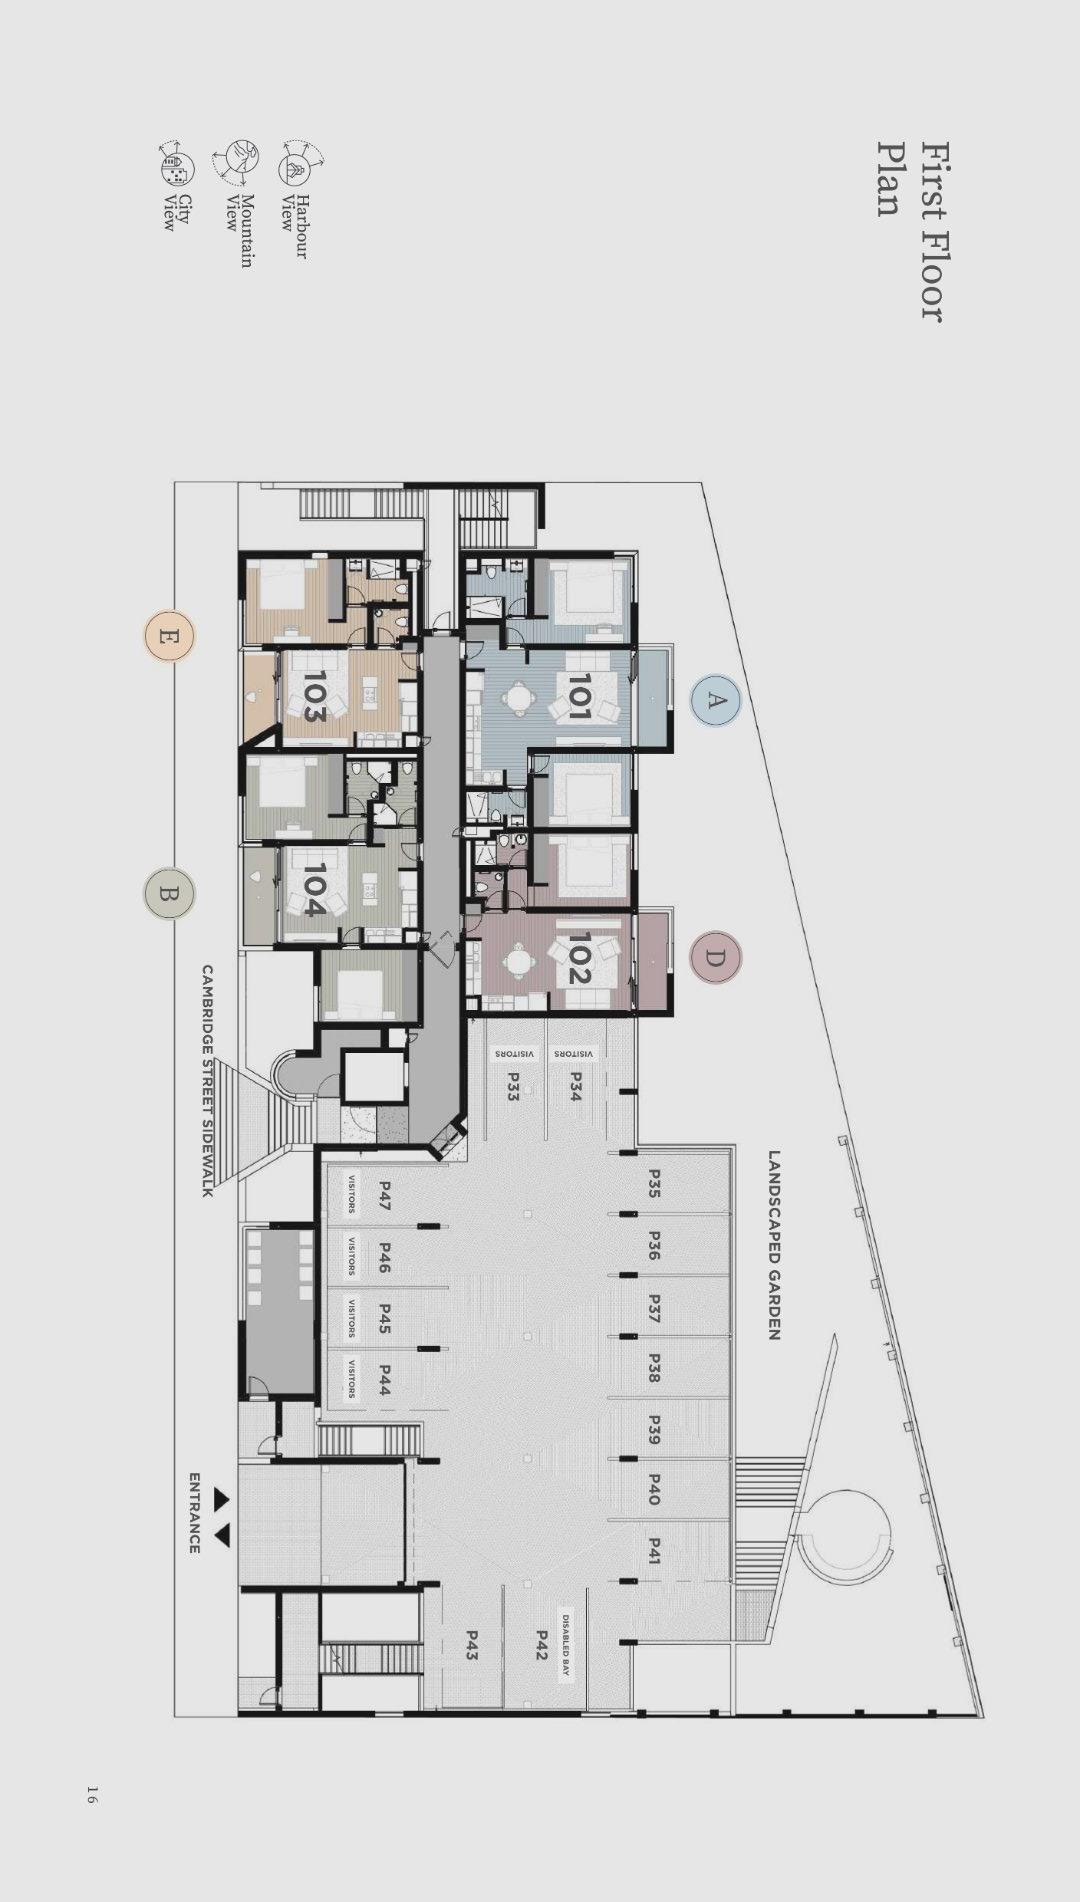 First Floor
Plan
Harbour
View
Mountain
View
City
View
A
D
E
B
101
102
103
104
VISITORS
P34
VISITORS
P33
P35
P36
P37
P38
P39
P40
P41
DISABLED BAY
P42
P43
P47
VISITORS
P46
VISITORS
P45
VISITORS
P44
VISITORS
LANDSCAPED GARDEN
CAMBRIDGE STREET SIDEWALK
ENTRANCE
16